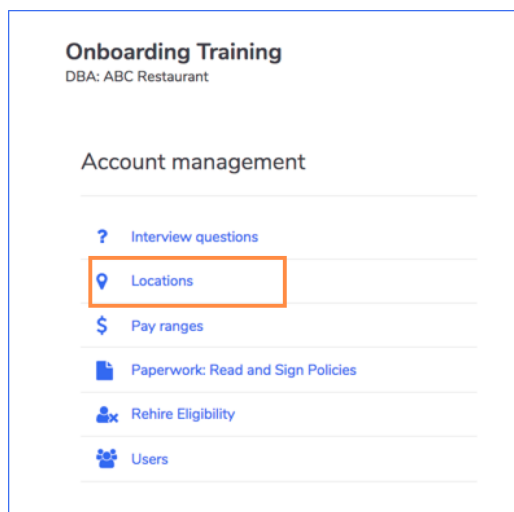 Onboarding Training
DBA: ABC Restaurant
Account management
? Interview questions
Locations
$ Pay ranges
Paperwork: Read and Sign Policies
Rehire Eligibility
Users